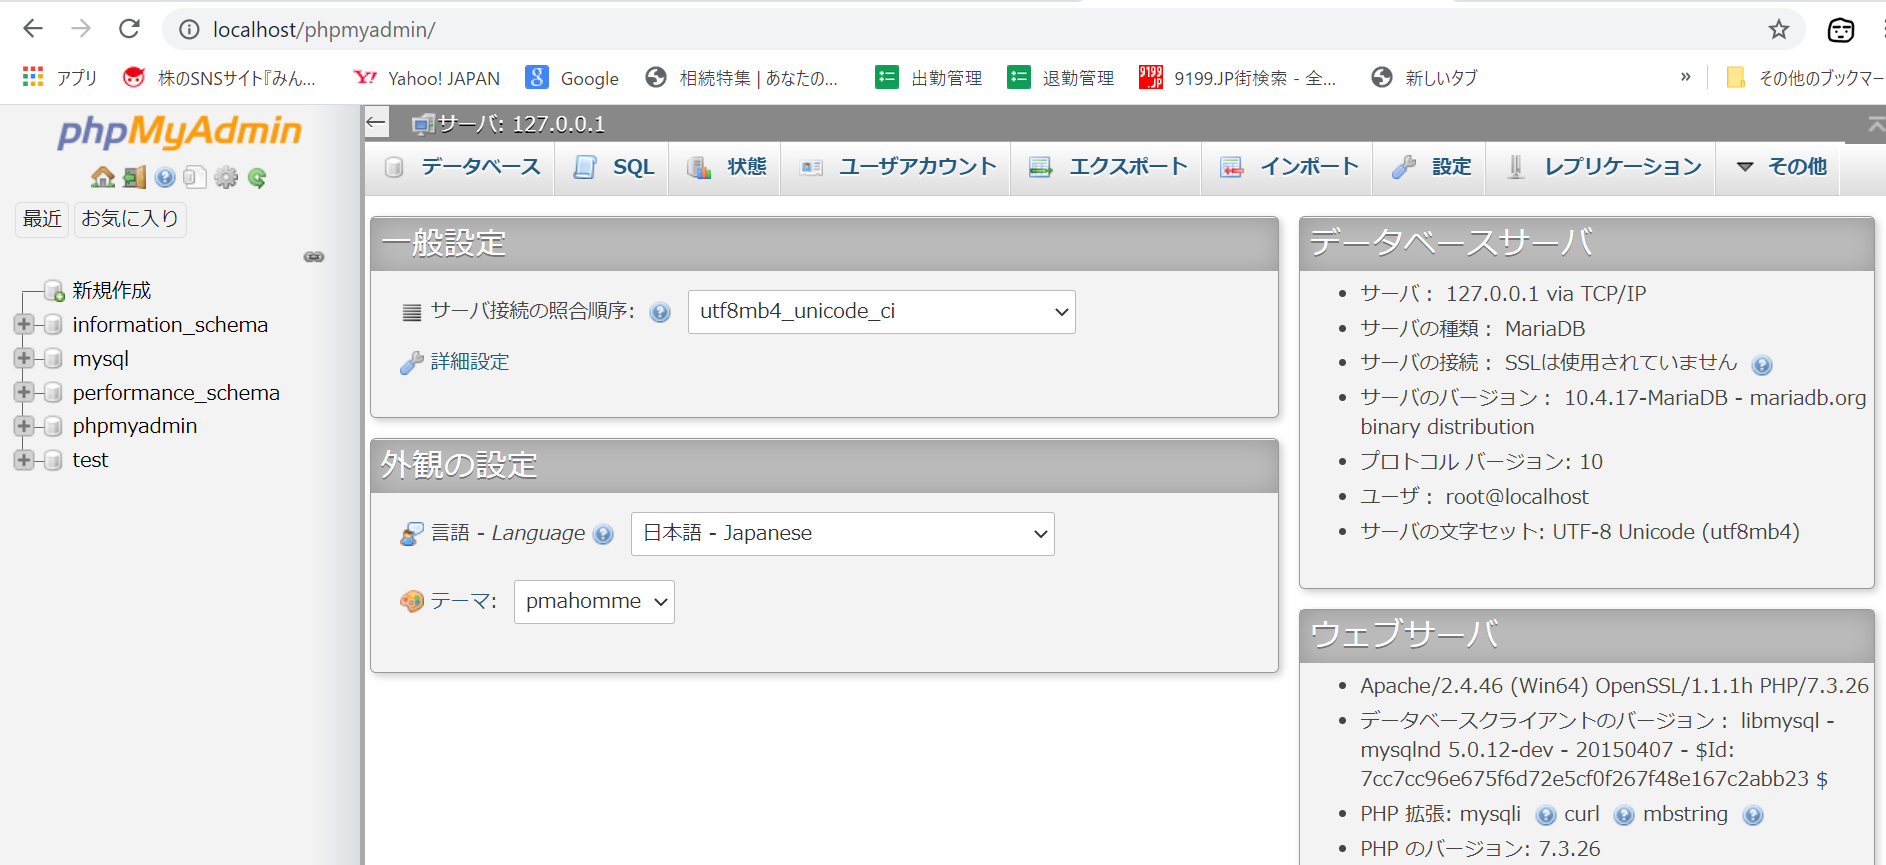 localhost/phpmyadmin/
アプリ 株のSNSサイト『みん... Yahoo! JAPAN Google 相続特集 | あなたの... 出勤管理 退勤管理 9199.JP街検索 - 全... 新しいタブ » その他のブックマー
phpMyAdmin
最近 お気に入り
新規作成
information_schema
mysql
performance_schema
phpmyadmin
test
サーバ: 127.0.0.1
データベース SQL 状態 ユーザアカウント エクスポート インポート 設定 レプリケーション その他
一般設定
サーバ接続の照合順序: utf8mb4_unicode_ci
詳細設定
外観の設定
言語 - Language 日本語 - Japanese
テーマ: pmahomme
データベースサーバ
サーバ： 127.0.0.1 via TCP/IP
サーバの種類： MariaDB
サーバの接続： SSLは使用されていません
サーバのバージョン： 10.4.17-MariaDB - mariadb.org
binary distribution
プロトコル バージョン: 10
ユーザ： root@localhost
サーバの文字セット: UTF-8 Unicode (utf8mb4)
ウェブサーバ
Apache/2.4.46 (Win64) OpenSSL/1.1.1h PHP/7.3.26
データベースクライアントのバージョン： libmysql -
mysqlnd 5.0.12-dev - 20150407 - $Id:
7cc7cc96e675f6d72e5cf0f267f48e167c2abb23 $
PHP 拡張: mysqli curl mbstring
PHP のバージョン: 7.3.26